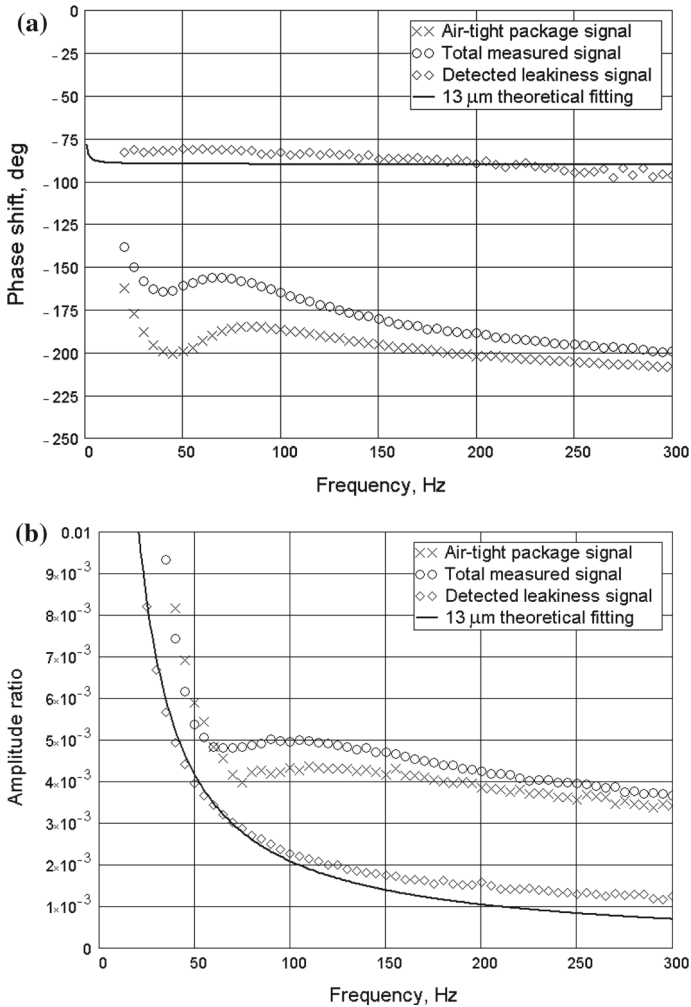 (a)
0
- 25
- 50
- 75
- 100
- 125
- 150
- 175
- 200
- 225
- 250
Phase shift, deg
×× Air-tight package signal
○○ Total measured signal
◇◇ Detected leakiness signal
— 13 μm theoretical fitting
0 50 100 150 200 250 300
Frequency, Hz
(b)
0.01
9×10⁻³
8×10⁻³
7×10⁻³
6×10⁻³
5×10⁻³
4×10⁻³
3×10⁻³
2×10⁻³
1×10⁻³
0
Amplitude ratio
×× Air-tight package signal
○○ Total measured signal
◇◇ Detected leakiness signal
— 13 μm theoretical fitting
0 50 100 150 200 250 300
Frequency, Hz